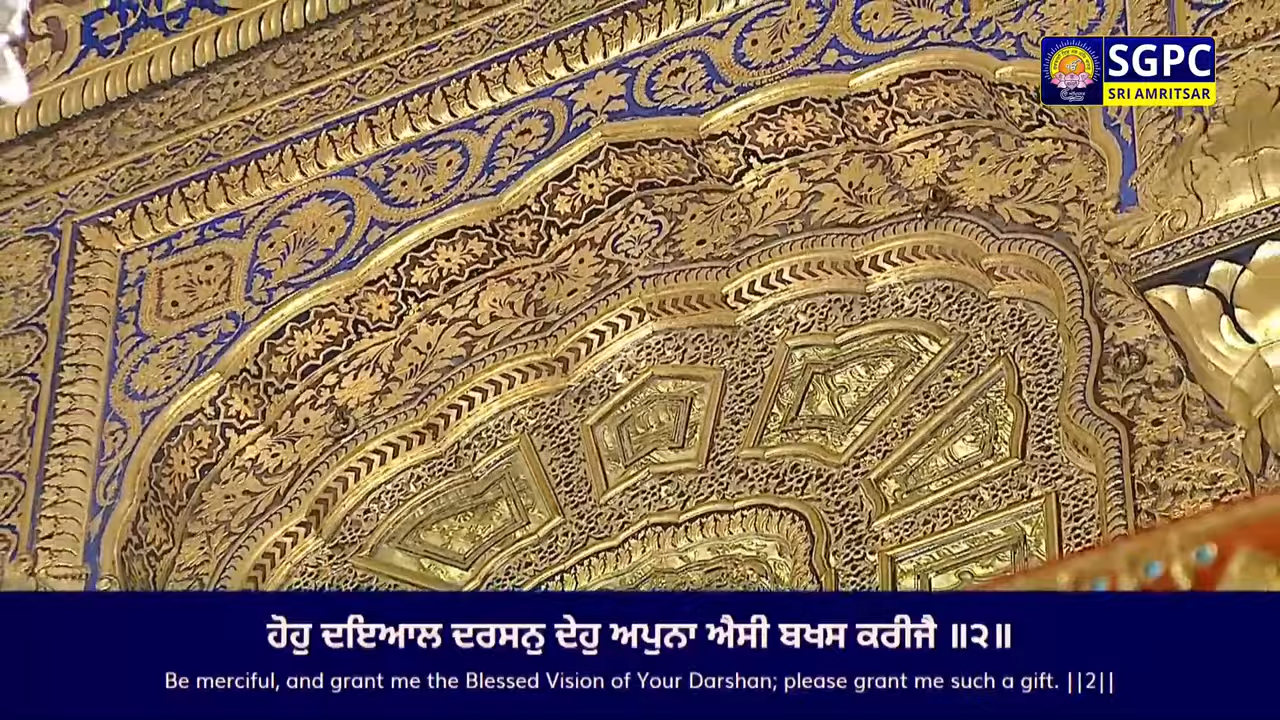 SGPC
SRI AMRITSAR
ਹੋਹੁ ਦਇਆਲ ਦਰਸਨੁ ਦੇਹੁ ਅਪੁਨਾ ਐਸੀ ਬਖਸ ਕਰੀਜੈ ॥੨॥
Be merciful, and grant me the Blessed Vision of Your Darshan; please grant me such a gift. ||2||